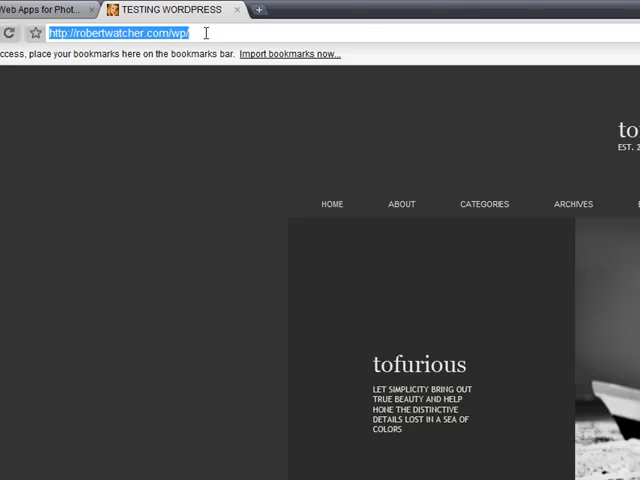 Web Apps for Phot...
TESTING WORDPRESS
http://robertwatcher.com/wp/
ccess, place your bookmarks here on the bookmarks bar. Import bookmarks now...
to
EST. 2
HOME ABOUT CATEGORIES ARCHIVES
tofurious
LET SIMPLICITY BRING OUT
TRUE BEAUTY AND HELP
HONE THE DISTINCTIVE
DETAILS LOST IN A SEA OF
COLORS